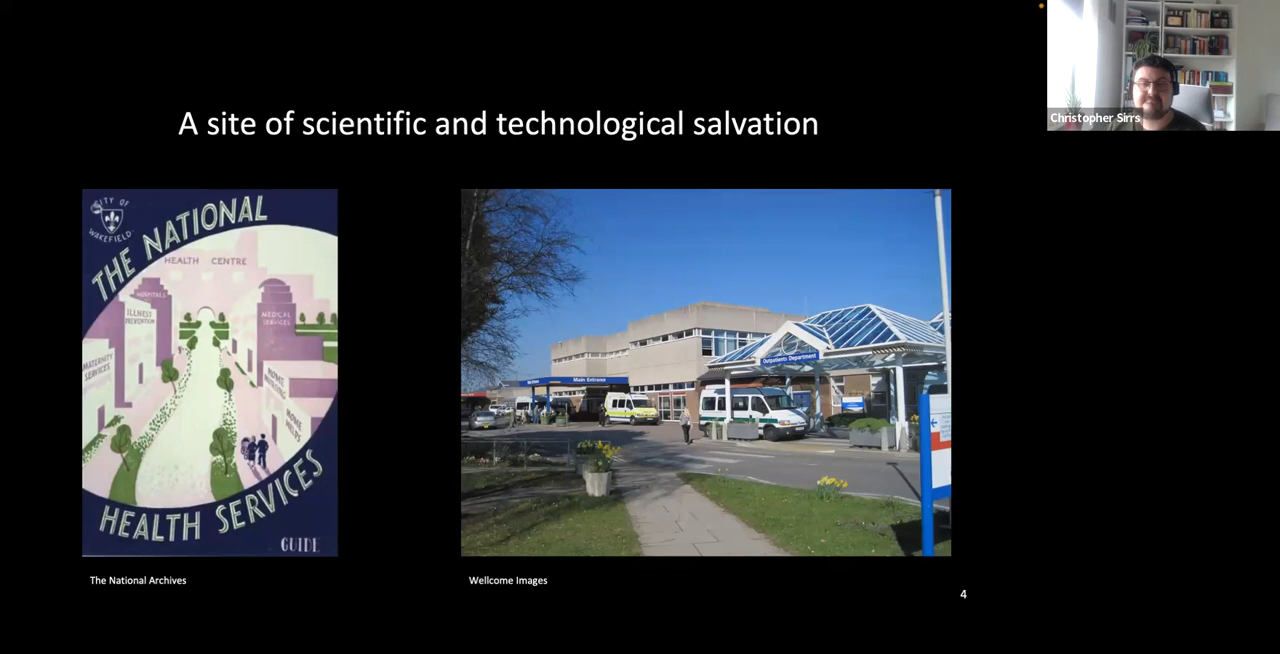 A site of scientific and technological salvation
Christopher Sirrs
CITY OF
WAKEFIELD
THE NATIONAL
HEALTH CENTRE
HOSPITALS
ILLNESS
PREVENTION
MEDICAL
SERVICES
MATERNITY
SERVICES
HOME
NURSING
HOME
HELPS
HEALTH SERVICES
GUIDE
Main Entrance
Outpatients Department
The National Archives
Wellcome Images
4